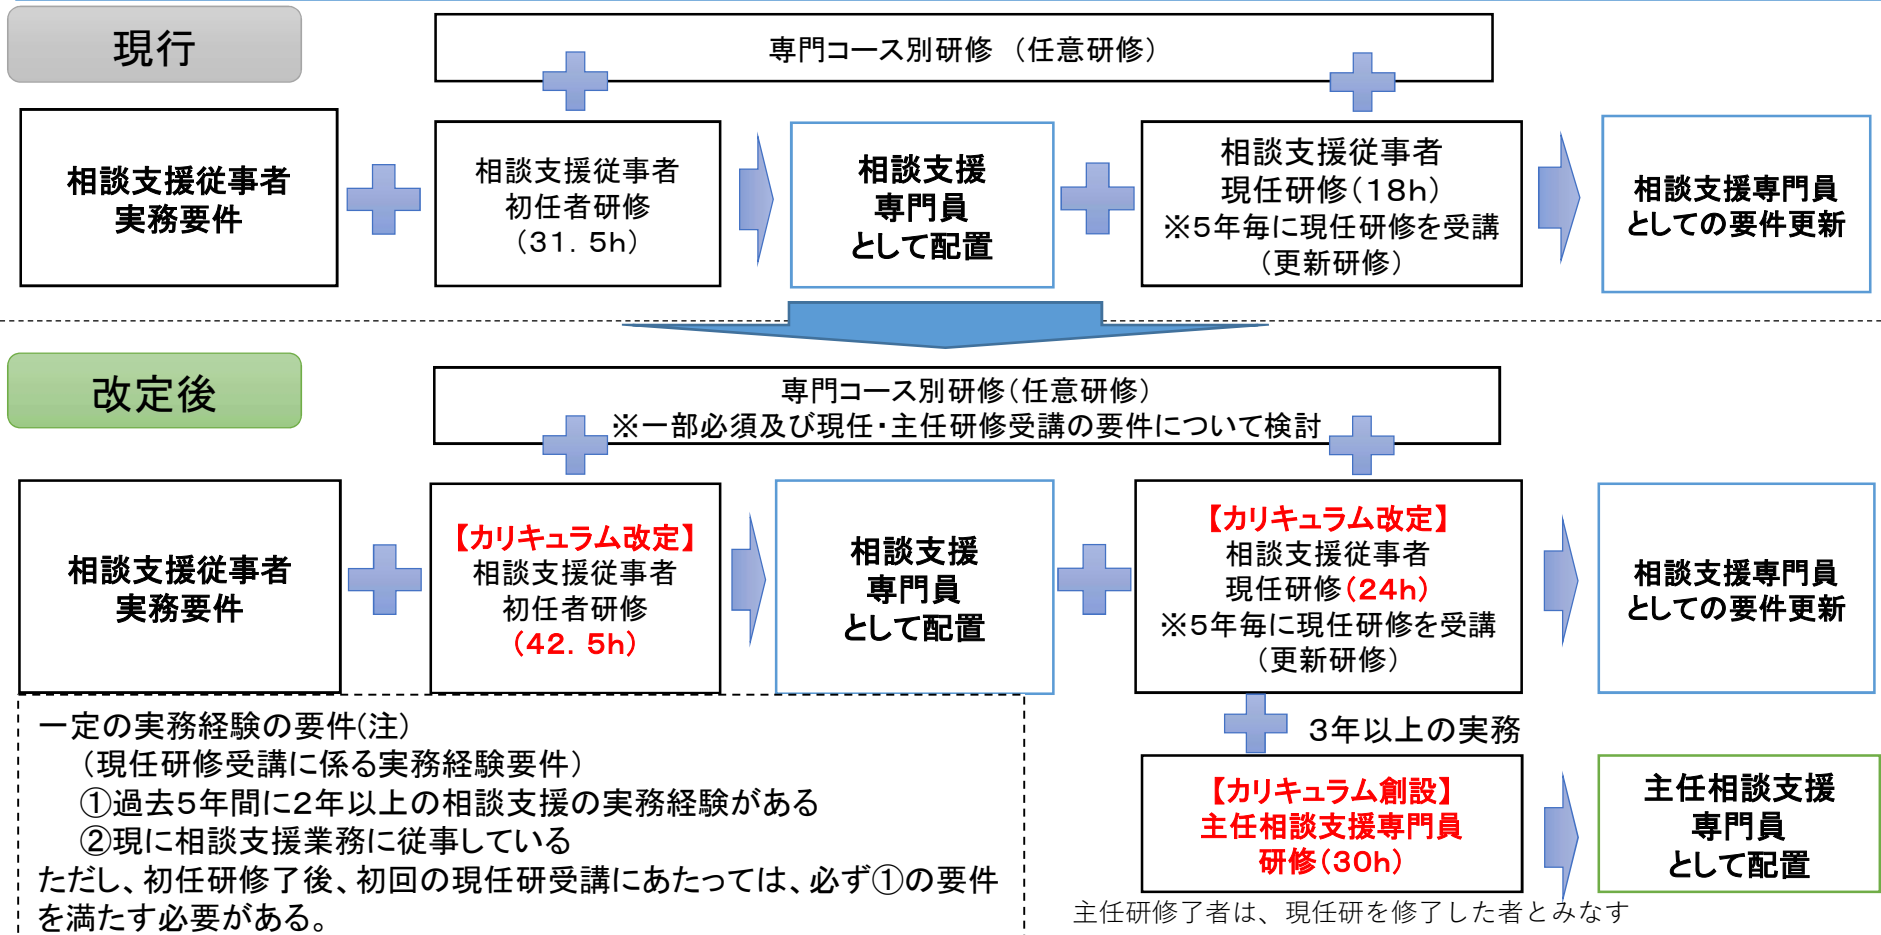 現行
専門コース別研修 （任意研修）
相談支援従事者
実務要件
相談支援従事者
初任者研修
（31．5h）
相談支援
専門員
として配置
相談支援従事者
現任研修（18h）
※5年毎に現任研修を受講
（更新研修）
相談支援専門員
としての要件更新
改定後
専門コース別研修（任意研修）
※一部必須及び現任・主任研修受講の要件について検討
相談支援従事者
実務要件
【カリキュラム改定】
相談支援従事者
初任者研修
（42．5h）
相談支援
専門員
として配置
【カリキュラム改定】
相談支援従事者
現任研修（24h）
※5年毎に現任研修を受講
（更新研修）
相談支援専門員
としての要件更新
一定の実務経験の要件(注)
（現任研修受講に係る実務経験要件）
①過去5年間に2年以上の相談支援の実務経験がある
②現に相談支援業務に従事している
ただし、初任研修了後、初回の現任研受講にあたっては、必ず①の要件
を満たす必要がある。
3年以上の実務
【カリキュラム創設】
主任相談支援専門員
研修（30h）
主任相談支援
専門員
として配置
主任研修了者は、現任研を修了した者とみなす